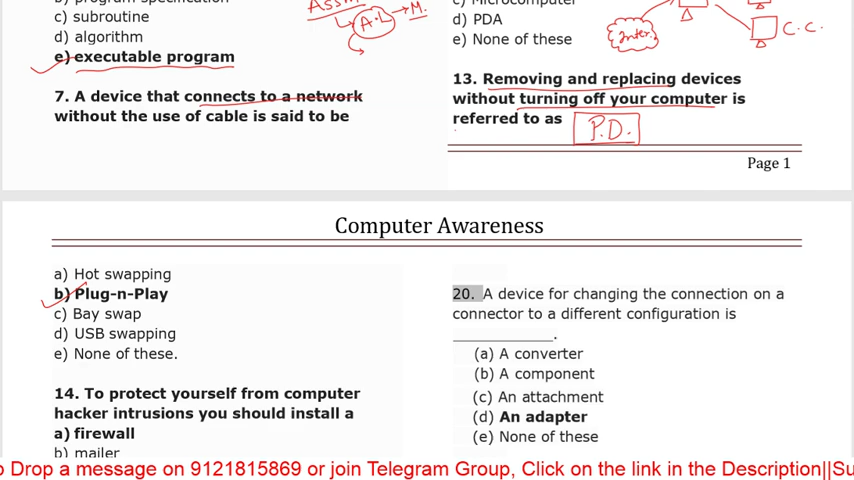 b) program specification
c) subroutine
d) algorithm
e) executable program
7. A device that connects to a network
without the use of cable is said to be
Assm
A.L → M.
c) Microcomputer
d) PDA
e) None of these
Inter.
C.C.
13. Removing and replacing devices
without turning off your computer is
referred to as
P.D.
Page 1
Computer Awareness
a) Hot swapping
b) Plug-n-Play
c) Bay swap
d) USB swapping
e) None of these.
14. To protect yourself from computer
hacker intrusions you should install a
a) firewall
b) mailer
20. A device for changing the connection on a
connector to a different configuration is
____________.
(a) A converter
(b) A component
(c) An attachment
(d) An adapter
(e) None of these
o Drop a message on 9121815869 or join Telegram Group, Click on the link in the Description||Su